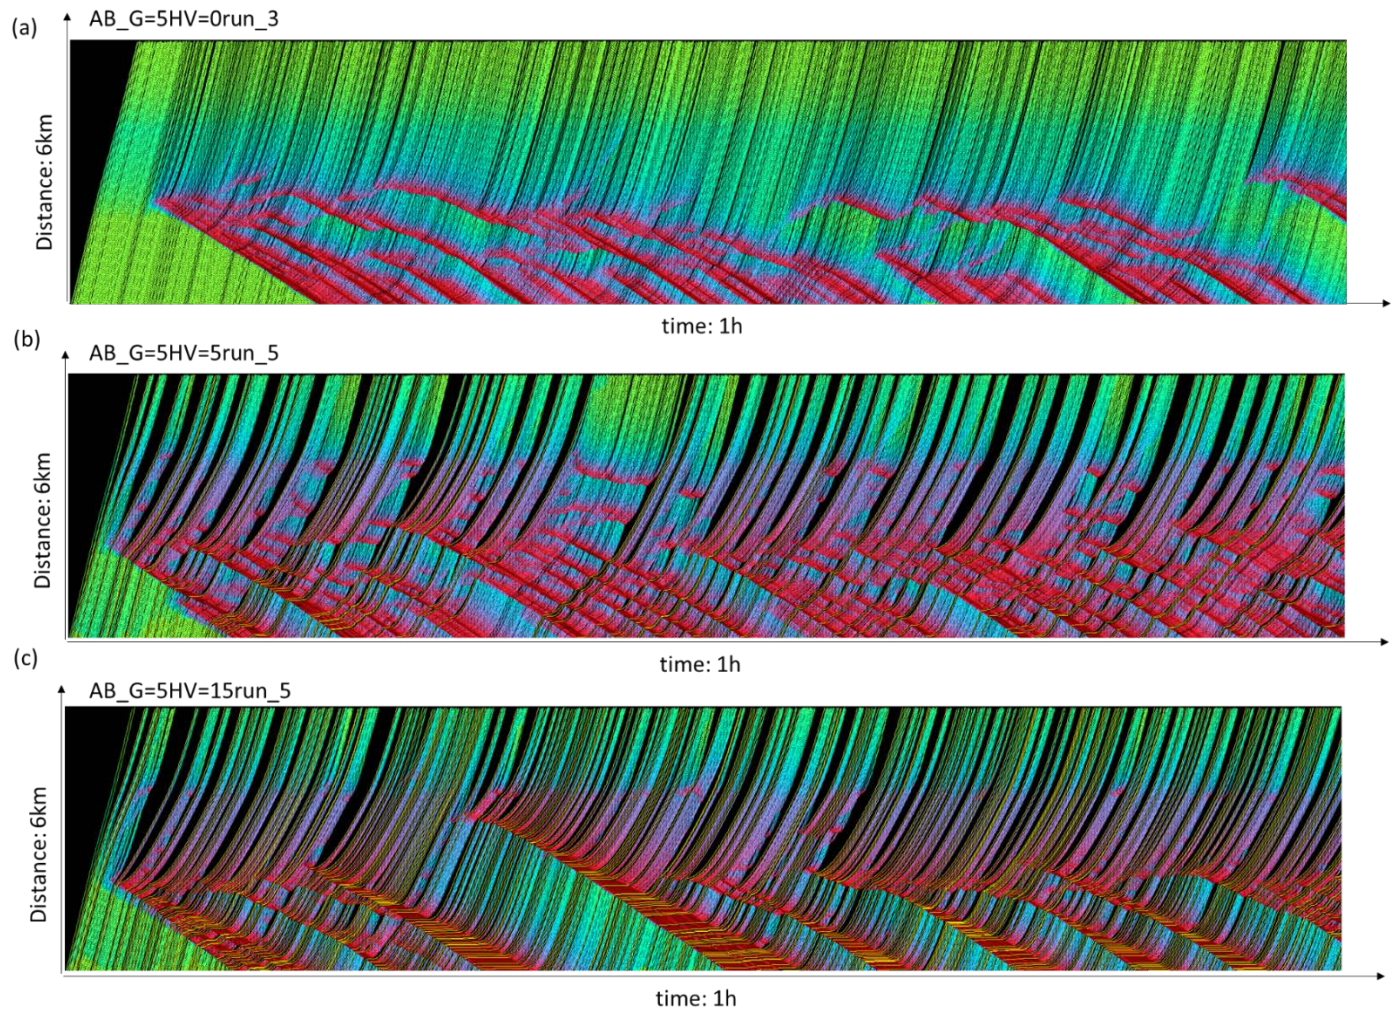 (a)
AB_G=5HV=0run_3
Distance: 6km
time: 1h
(b)
AB_G=5HV=5run_5
Distance: 6km
time: 1h
(c)
AB_G=5HV=15run_5
Distance: 6km
time: 1h